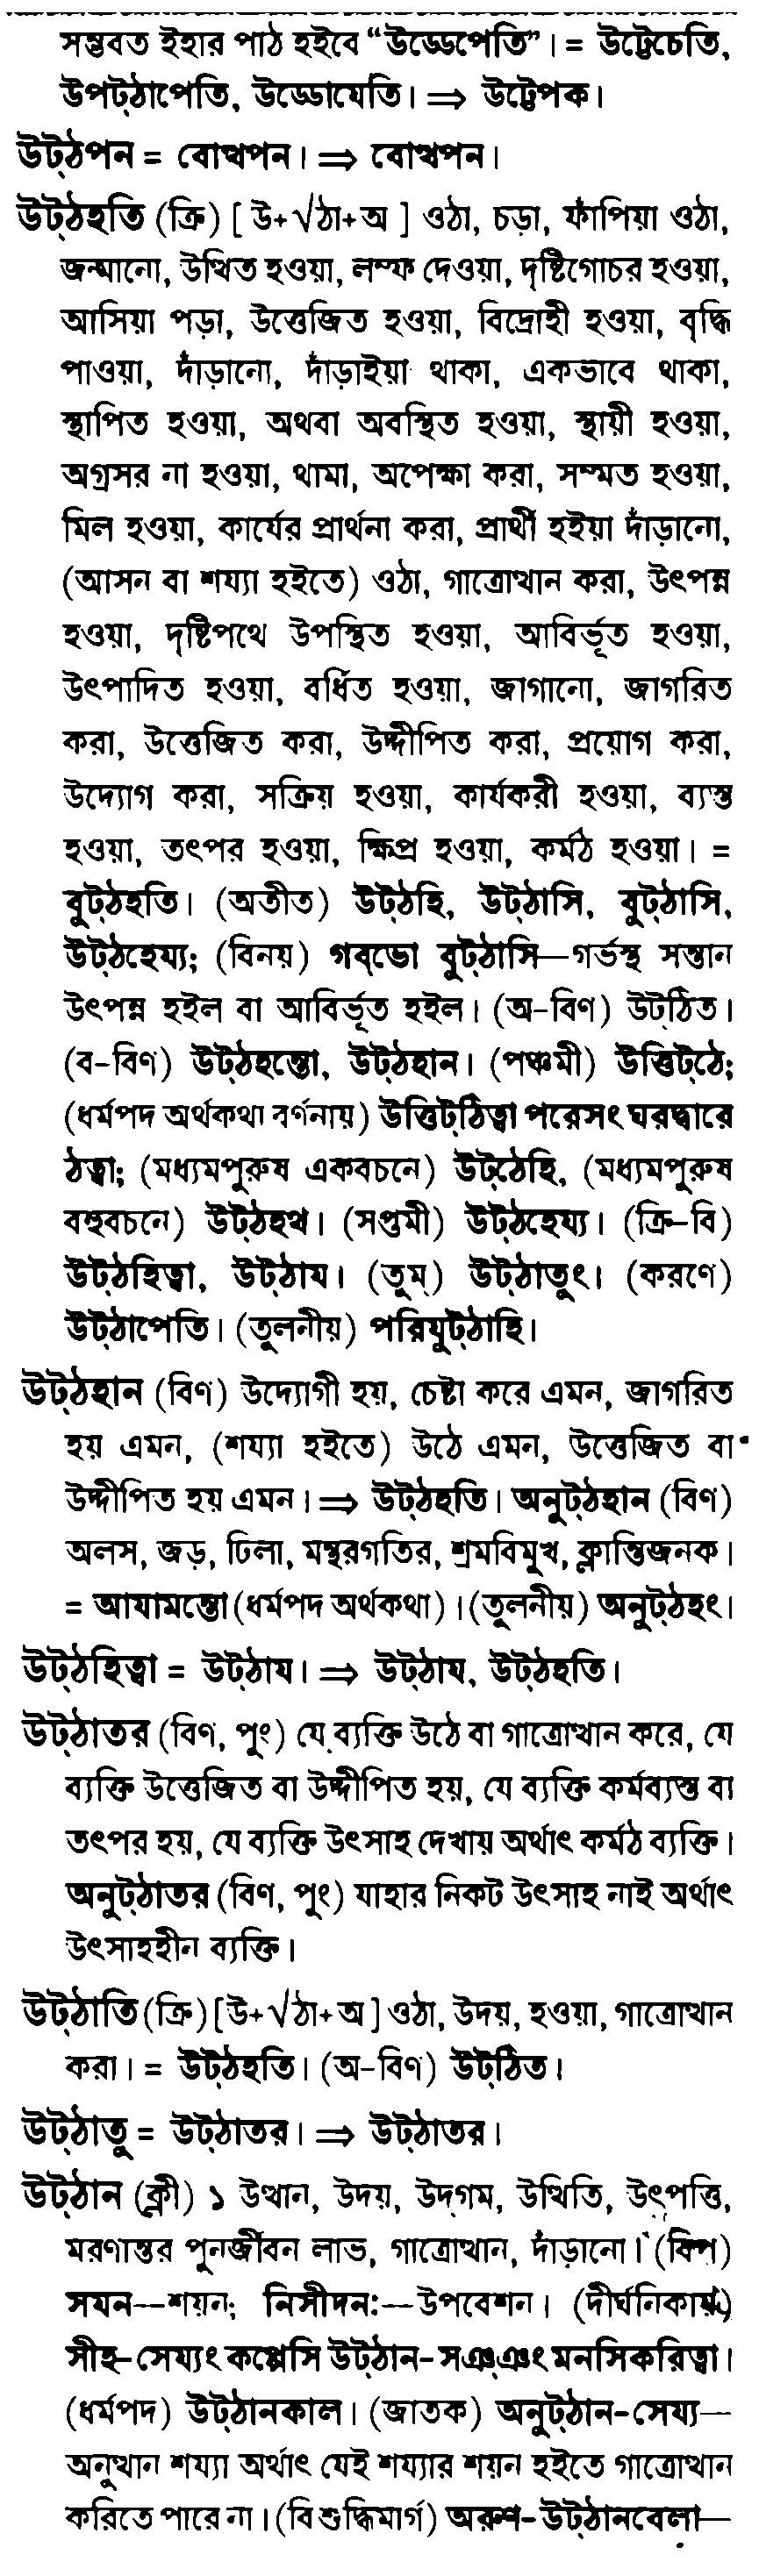 সম্ভবত ইহার পাঠ হইবে “উড্ডেপেতি”। = উট্টেচেতি,
উপট্ঠাপেতি, উড্ডোযেতি। ⇒ উট্টেপক।
উট্ঠপন = বোত্থপন। ⇒ বোত্থপন।
উট্ঠহতি (ক্রি) [ উ+√ঠা+অ ] ওঠা, চড়া, ফাঁপিয়া ওঠা,
জন্মানো, উত্থিত হওয়া, লম্ফ দেওয়া, দৃষ্টিগোচর হওয়া,
আসিয়া পড়া, উত্তেজিত হওয়া, বিদ্রোহী হওয়া, বৃদ্ধি
পাওয়া, দাঁড়ানো, দাঁড়াইয়া থাকা, একভাবে থাকা,
স্থাপিত হওয়া, অথবা অবস্থিত হওয়া, স্থায়ী হওয়া,
অগ্রসর না হওয়া, থামা, অপেক্ষা করা, সম্মত হওয়া,
মিল হওয়া, কার্যের প্রার্থনা করা, প্রার্থী হইয়া দাঁড়ানো,
(আসন বা শয্যা হইতে) ওঠা, গাত্রোত্থান করা, উৎপন্ন
হওয়া, দৃষ্টিপথে উপস্থিত হওয়া, আবির্ভূত হওয়া,
উৎপাদিত হওয়া, বর্ধিত হওয়া, জাগানো, জাগরিত
করা, উত্তেজিত করা, উদ্দীপিত করা, প্রয়োগ করা,
উদ্যোগ করা, সক্রিয় হওয়া, কার্যকরী হওয়া, ব্যস্ত
হওয়া, তৎপর হওয়া, ক্ষিপ্র হওয়া, কর্মঠ হওয়া। =
বুট্ঠহতি। (অতীত) উট্ঠহি, উট্ঠাসি, বুট্ঠাসি,
উট্ঠহেয্য; (বিনয়) গব্ভো বুট্ঠাসি—গর্ভস্থ সন্তান
উৎপন্ন হইল বা আবির্ভূত হইল। (অ-বিণ) উট্ঠিত।
(ব-বিণ) উট্ঠহন্তো, উট্ঠহান। (পঞ্চমী) উত্তিট্ঠে;
(ধর্মপদ অর্থকথা বর্ণনায়) উত্তিট্ঠিত্বা পরেসং ঘরদ্বারে
ঠত্বা; (মধ্যমপুরুষ একবচনে) উট্ঠেহি, (মধ্যমপুরুষ
বহুবচনে) উট্ঠহথ। (সপ্তমী) উট্ঠহেয্য। (ক্রি-বি)
উট্ঠহিত্বা, উট্ঠায। (তুম্) উট্ঠাতুং। (করণে)
উট্ঠাপেতি। (তুলনীয়) পরিযুট্ঠাহি।
উট্ঠহান (বিণ) উদ্যোগী হয়, চেষ্টা করে এমন, জাগরিত
হয় এমন, (শয্যা হইতে) উঠে এমন, উত্তেজিত বা
উদ্দীপিত হয় এমন। ⇒ উট্ঠহতি। অনুট্ঠহান (বিণ)
অলস, জড়, ঢিলা, মন্থরগতির, শ্রমবিমুখ, ক্লান্তিজনক।
= আযামন্তো (ধর্মপদ অর্থকথা)। (তুলনীয়) অনুট্ঠহং।
উট্ঠহিত্বা = উট্ঠায। ⇒ উট্ঠায, উট্ঠহতি।
উট্ঠাতর (বিণ, পুং) যে ব্যক্তি উঠে বা গাত্রোত্থান করে, যে
ব্যক্তি উত্তেজিত বা উদ্দীপিত হয়, যে ব্যক্তি কর্মব্যস্ত বা
তৎপর হয়, যে ব্যক্তি উৎসাহ দেখায় অর্থাৎ কর্মঠ ব্যক্তি।
অনুট্ঠাতর (বিণ, পুং) যাহার নিকট উৎসাহ নাই অর্থাৎ
উৎসাহহীন ব্যক্তি।
উট্ঠাতি (ক্রি) [উ+√ঠা+অ] ওঠা, উদয়, হওয়া, গাত্রোত্থান
করা। = উট্ঠহতি। (অ-বিণ) উট্ঠিত।
উট্ঠাতু = উট্ঠাতর। ⇒ উট্ঠাতর।
উট্ঠান (ক্লী) ১ উত্থান, উদয়, উদ্গম, উত্থিতি, উৎপত্তি,
মরণান্তর পুনর্জীবন লাভ, গাত্রোত্থান, দাঁড়ানো। (বিপ)
সযন—শয়ন; নিসীদন:—উপবেশন। (দীর্ঘনিকায়)
সীহ-সেয্যং কপ্পেসি উট্ঠান-সঞ্ঞং মনসিকরিত্বা।
(ধর্মপদ) উট্ঠানকাল। (জাতক) অনুট্ঠান-সেয্য—
অনুত্থান শয্যা অর্থাৎ যেই শয্যার শয়ন হইতে গাত্রোত্থান
করিতে পারে না। (বিশুদ্ধিমার্গ) অরুণ-উট্ঠানবেলা—